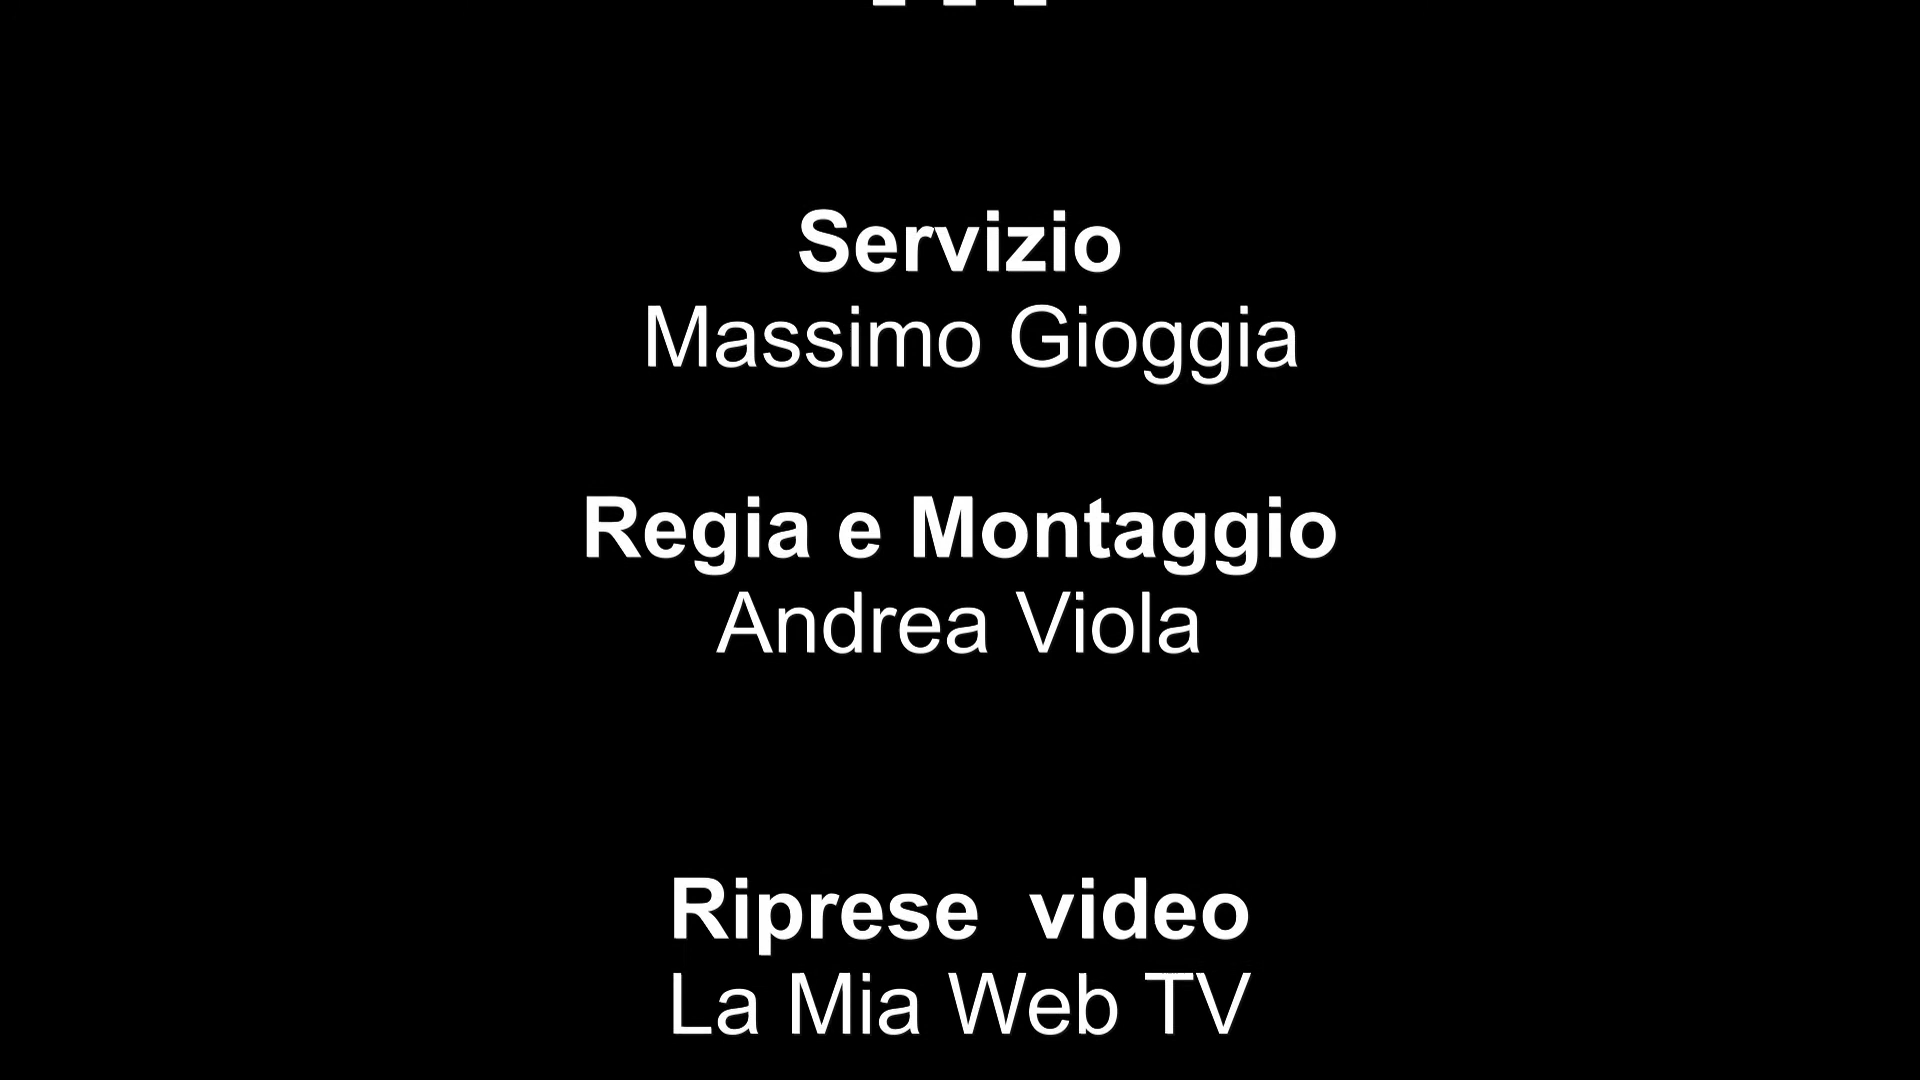 Servizio
Massimo Gioggia
Regia e Montaggio
Andrea Viola
Riprese  video
La Mia Web TV